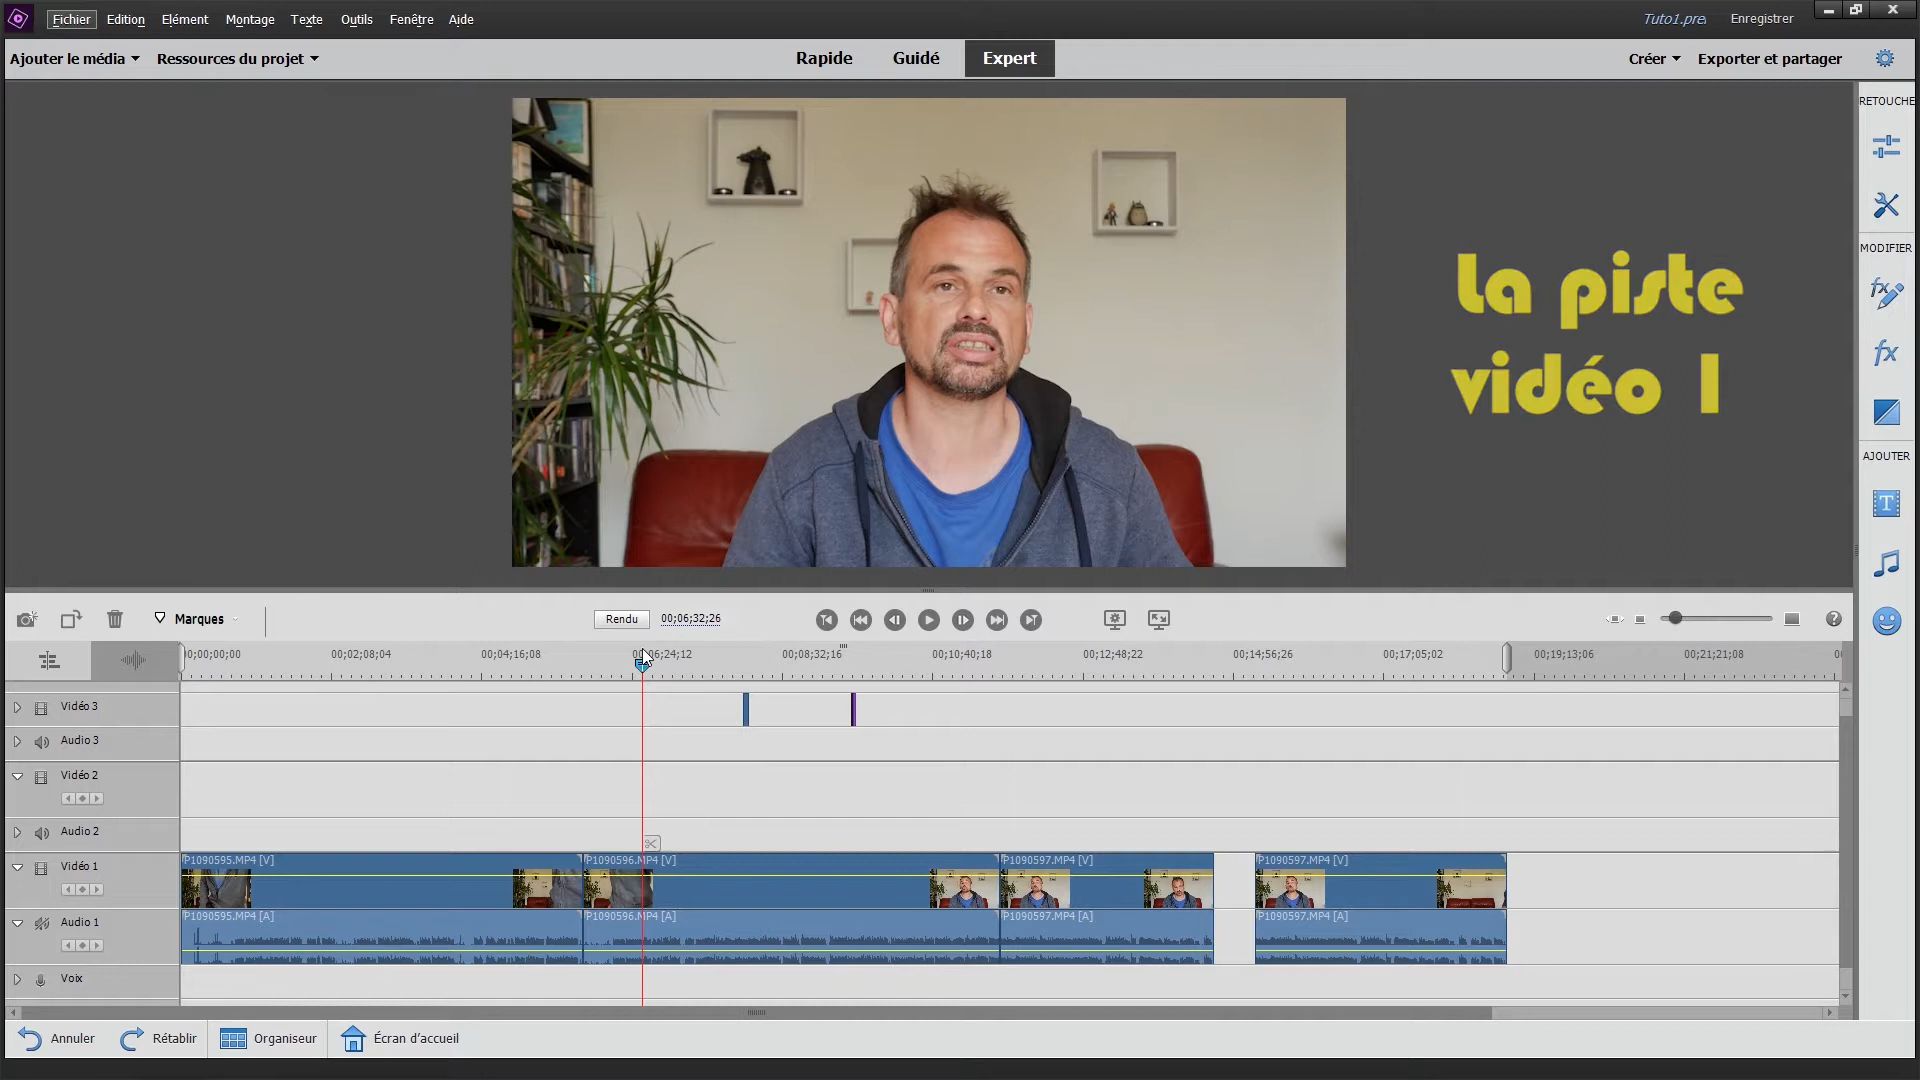 Fichier Edition Elément Montage Texte Outils Fenêtre Aide Tuto1.pre Enregistrer
Ajouter le média Ressources du projet Rapide Guidé Expert Créer Exporter et partager
RETOUCHE
MODIFIER
La piste
vidéo 1
AJOUTER
Marques Rendu 00;06;32;26
;00;00;00 00;02;08;04 00;04;16;08 00;06;24;12 00;08;32;16 00;10;40;18 00;12;48;22 00;14;56;26 00;17;05;02 00;19;13;06 00;21;21;08
Vidéo 3
Audio 3
Vidéo 2
Audio 2
Vidéo 1 P1090595.MP4 [V] P1090596.MP4 [V] P1090597.MP4 [V] P1090597.MP4 [V]
Audio 1 P1090595.MP4 [A] P1090596.MP4 [A] P1090597.MP4 [A] P1090597.MP4 [A]
Voix
Annuler Rétablir Organiseur Écran d'accueil